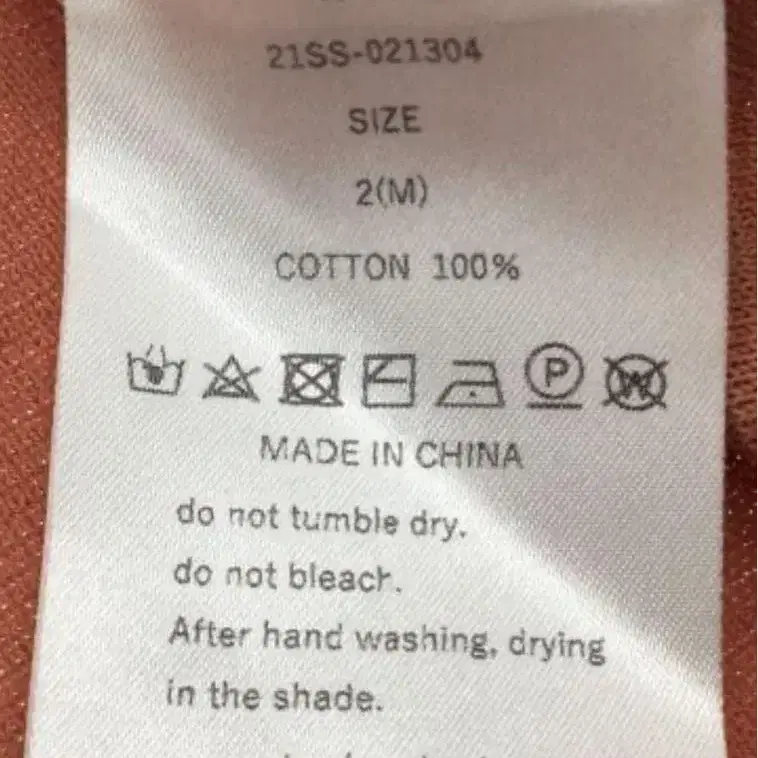 21SS-021304
SIZE
2(M)
COTTON 100%
P W
MADE IN CHINA
do not tumble dry.
do not bleach.
After hand washing, drying
in the shade.